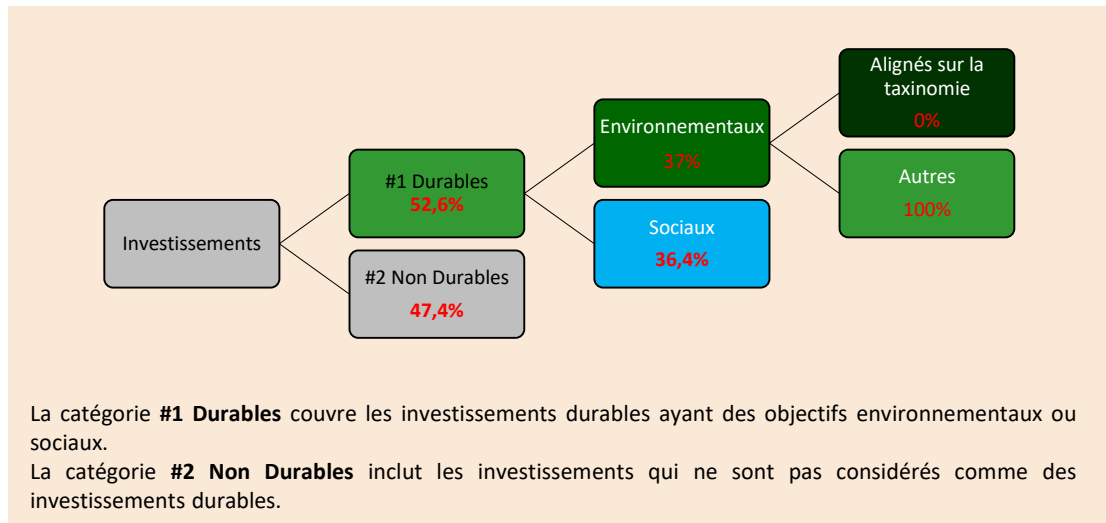 Alignés sur la
taxinomie
0%
Environnementaux
37%
#1 Durables
52,6%
Autres
100%
Sociaux
36,4%
Investissements
#2 Non Durables
47,4%
La catégorie #1 Durables couvre les investissements durables ayant des objectifs environnementaux ou
sociaux.
La catégorie #2 Non Durables inclut les investissements qui ne sont pas considérés comme des
investissements durables.